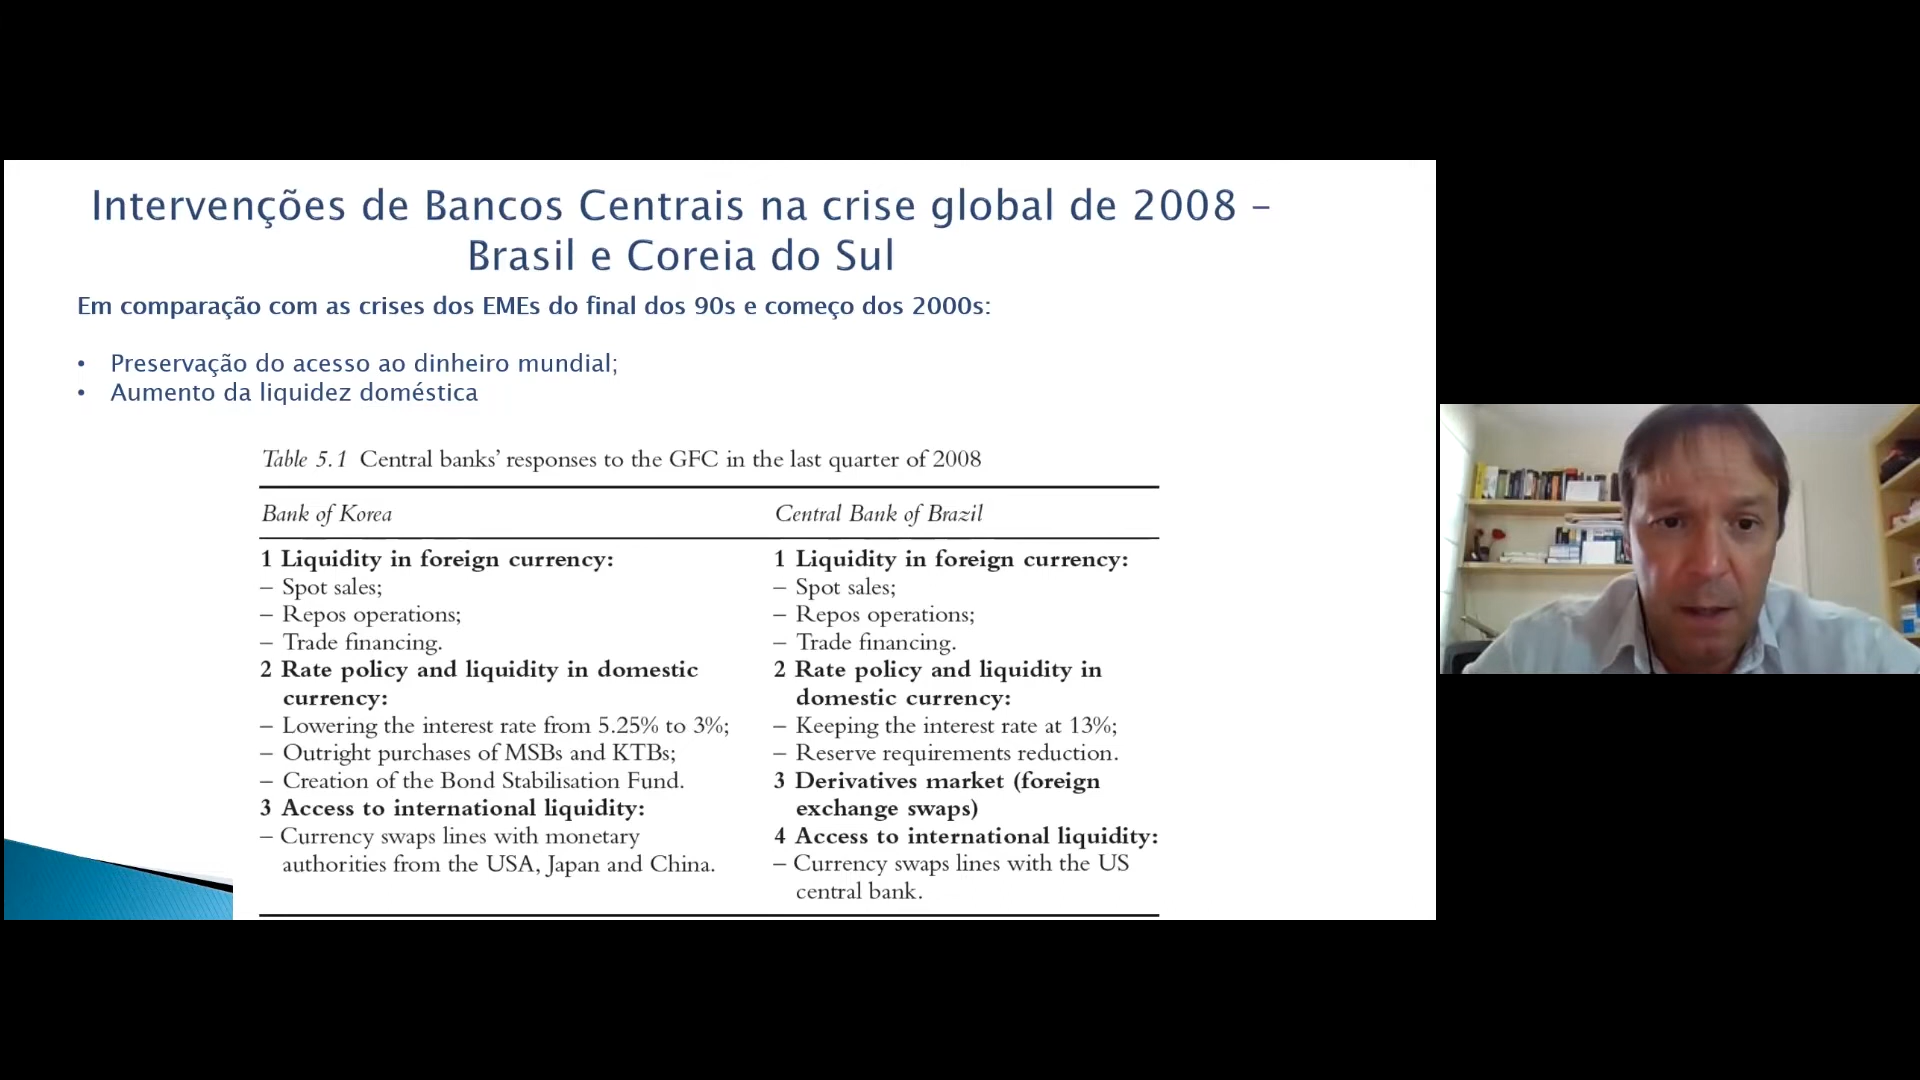 Intervenções de Bancos Centrais na crise global de 2008 –
Brasil e Coreia do Sul
Em comparação com as crises dos EMEs do final dos 90s e começo dos 2000s:
• Preservação do acesso ao dinheiro mundial;
• Aumento da liquidez doméstica
Table 5.1 Central banks' responses to the GFC in the last quarter of 2008
Bank of Korea
1 Liquidity in foreign currency:
– Spot sales;
– Repos operations;
– Trade financing.
2 Rate policy and liquidity in domestic
currency:
– Lowering the interest rate from 5.25% to 3%;
– Outright purchases of MSBs and KTBs;
– Creation of the Bond Stabilisation Fund.
3 Access to international liquidity:
– Currency swaps lines with monetary
authorities from the USA, Japan and China.
Central Bank of Brazil
1 Liquidity in foreign currency:
– Spot sales;
– Repos operations;
– Trade financing.
2 Rate policy and liquidity in
domestic currency:
– Keeping the interest rate at 13%;
– Reserve requirements reduction.
3 Derivatives market (foreign
exchange swaps)
4 Access to international liquidity:
– Currency swaps lines with the US
central bank.